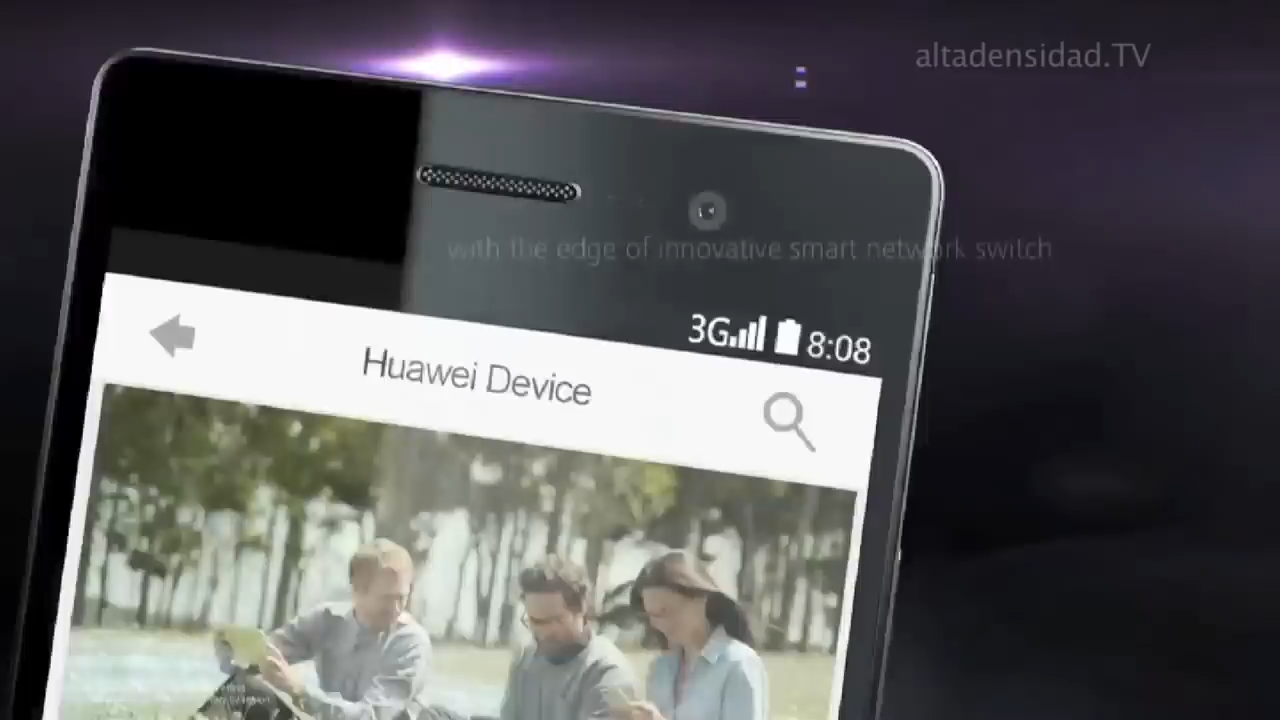 altadensidad.TV
with the edge of innovative smart network switch
3G 8:08
Huawei Device